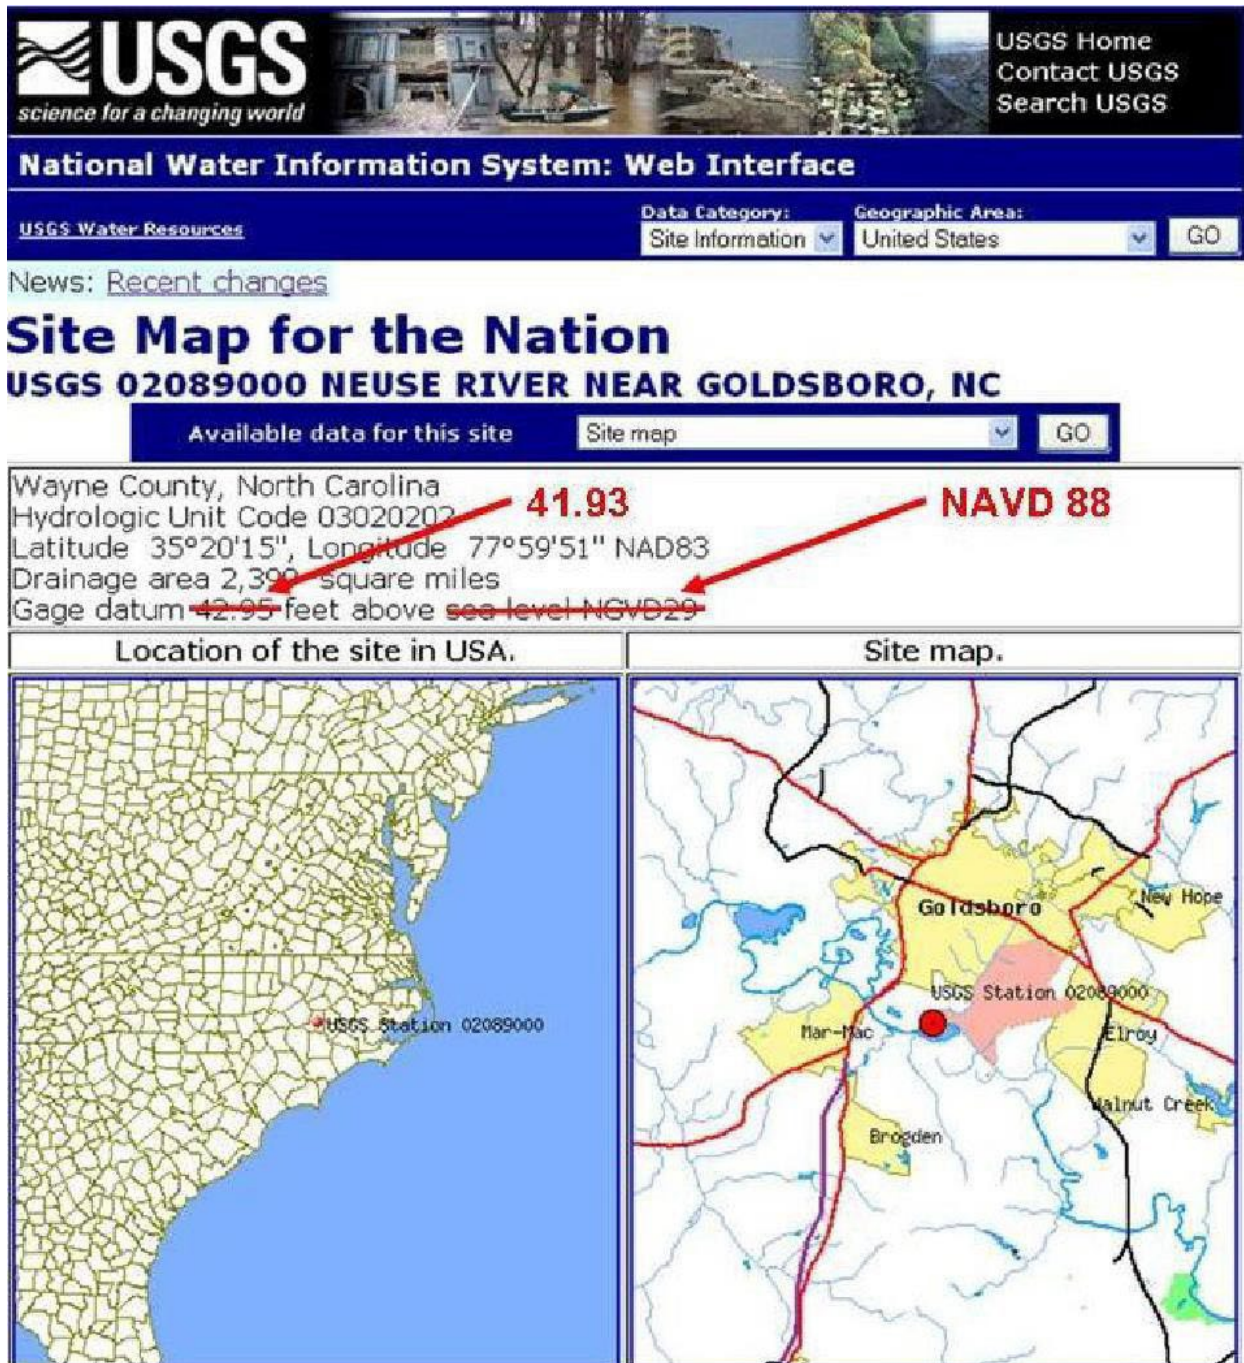 USGS
science for a changing world
USGS Home
Contact USGS
Search USGS
National Water Information System: Web Interface
USGS Water Resources
Data Category:
Site Information
Geographic Area:
United States
GO
News: Recent changes
Site Map for the Nation
USGS 02089000 NEUSE RIVER NEAR GOLDSBORO, NC
Available data for this site
Site map
GO
Wayne County, North Carolina
Hydrologic Unit Code 03020202
41.93
NAVD 88
Latitude 35°20'15", Longitude 77°59'51" NAD83
Drainage area 2,399 square miles
Gage datum 42.95 feet above sea level NGVD29
Location of the site in USA.
Site map.
USGS Station 02089000
Goldsboro
New Hope
USGS Station 02089000
Mar-Mac
Elroy
Walnut Creek
Brogden